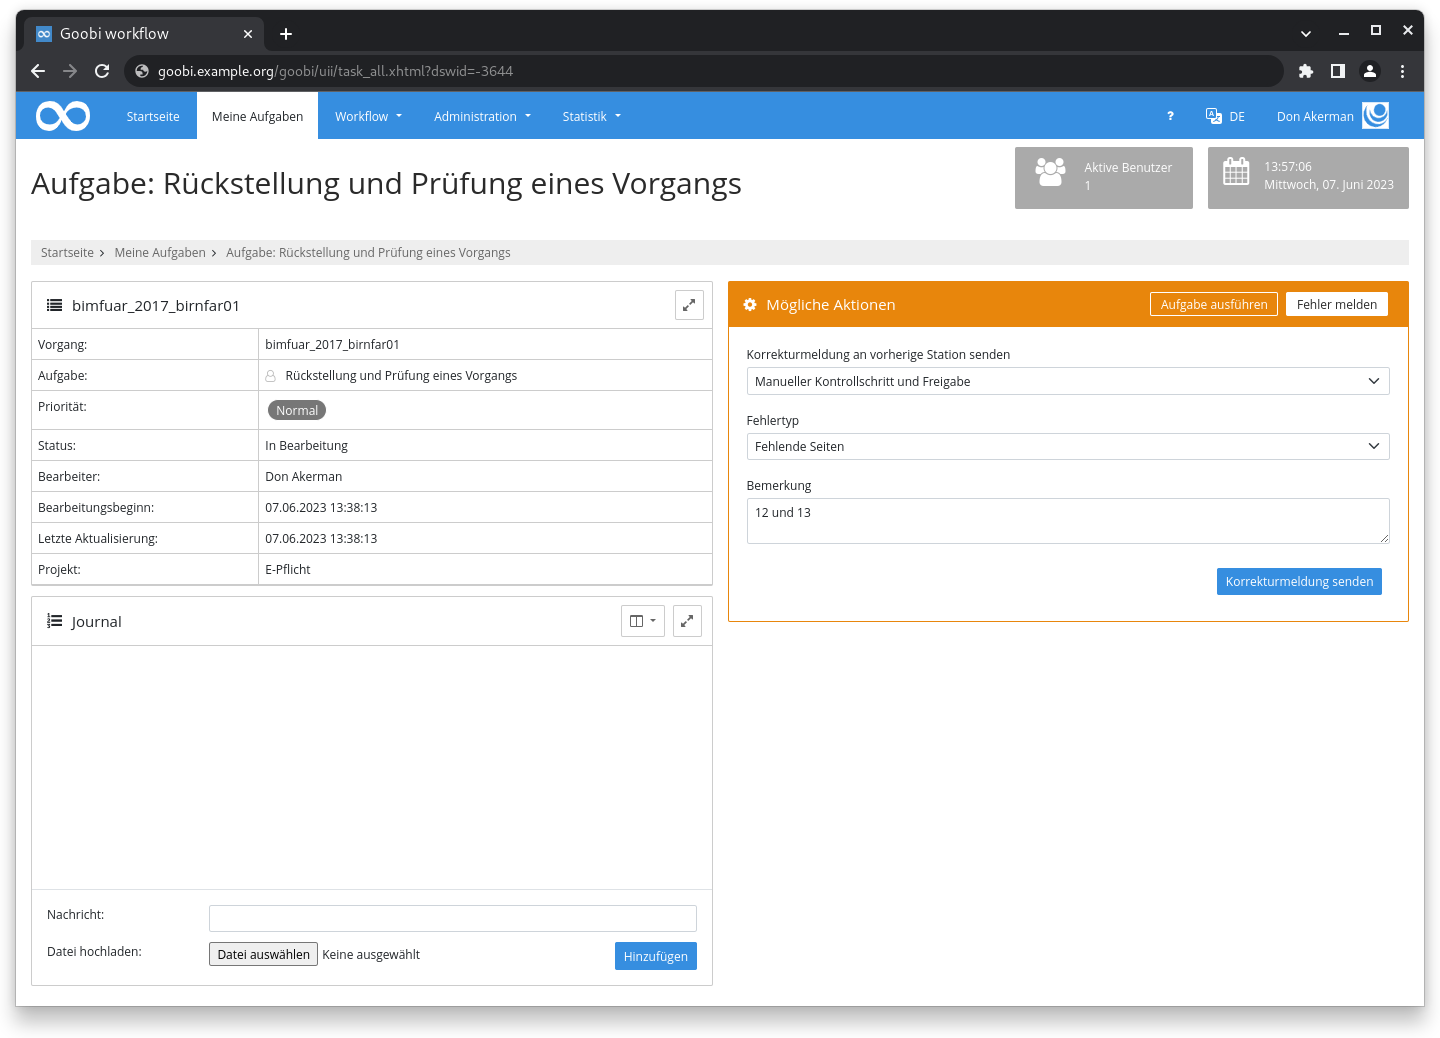 Goobi workflow
goobi.example.org/goobi/uii/task_all.xhtml?dswid=-3644
Startseite
Meine Aufgaben
Workflow
Administration
Statistik
?
DE
Don Akerman
Aufgabe: Rückstellung und Prüfung eines Vorgangs
Aktive Benutzer
1
13:57:06
Mittwoch, 07. Juni 2023
Startseite
Meine Aufgaben
Aufgabe: Rückstellung und Prüfung eines Vorgangs
bimfuar_2017_birnfar01
Vorgang: bimfuar_2017_birnfar01
Aufgabe: Rückstellung und Prüfung eines Vorgangs
Priorität: Normal
Status: In Bearbeitung
Bearbeiter: Don Akerman
Bearbeitungsbeginn: 07.06.2023 13:38:13
Letzte Aktualisierung: 07.06.2023 13:38:13
Projekt: E-Pflicht
Journal
Nachricht:
Datei hochladen: Datei auswählen Keine ausgewählt
Hinzufügen
Mögliche Aktionen
Aufgabe ausführen
Fehler melden
Korrekturmeldung an vorherige Station senden
Manueller Kontrollschritt und Freigabe
Fehlertyp
Fehlende Seiten
Bemerkung
12 und 13
Korrekturmeldung senden